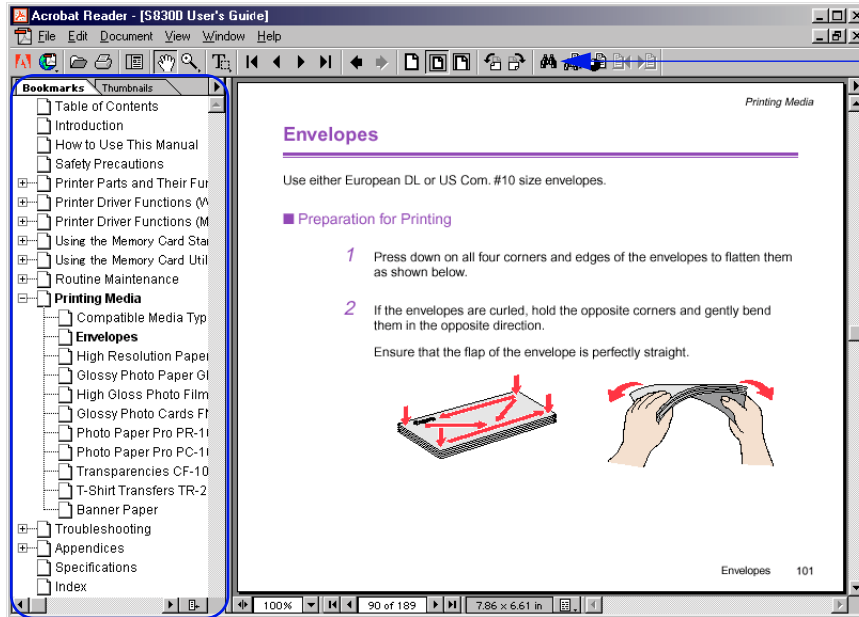 Acrobat Reader - [S830D User's Guide]
File Edit Document View Window Help
Bookmarks Thumbnails
Table of Contents
Introduction
How to Use This Manual
Safety Precautions
Printer Parts and Their Fur
Printer Driver Functions (W
Printer Driver Functions (M
Using the Memory Card Star
Using the Memory Card Util
Routine Maintenance
Printing Media
Compatible Media Typ
Envelopes
High Resolution Paper
Glossy Photo Paper Gl
High Gloss Photo Film
Glossy Photo Cards FM
Photo Paper Pro PR-10
Photo Paper Pro PC-10
Transparencies CF-10
T-Shirt Transfers TR-2
Banner Paper
Troubleshooting
Appendices
Specifications
Index
Printing Media
Envelopes
Use either European DL or US Com. #10 size envelopes.
Preparation for Printing
1 Press down on all four corners and edges of the envelopes to flatten them
as shown below.
2 If the envelopes are curled, hold the opposite corners and gently bend
them in the opposite direction.
Ensure that the flap of the envelope is perfectly straight.
Envelopes 101
100% 90 of 189 7.86 x 6.61 in